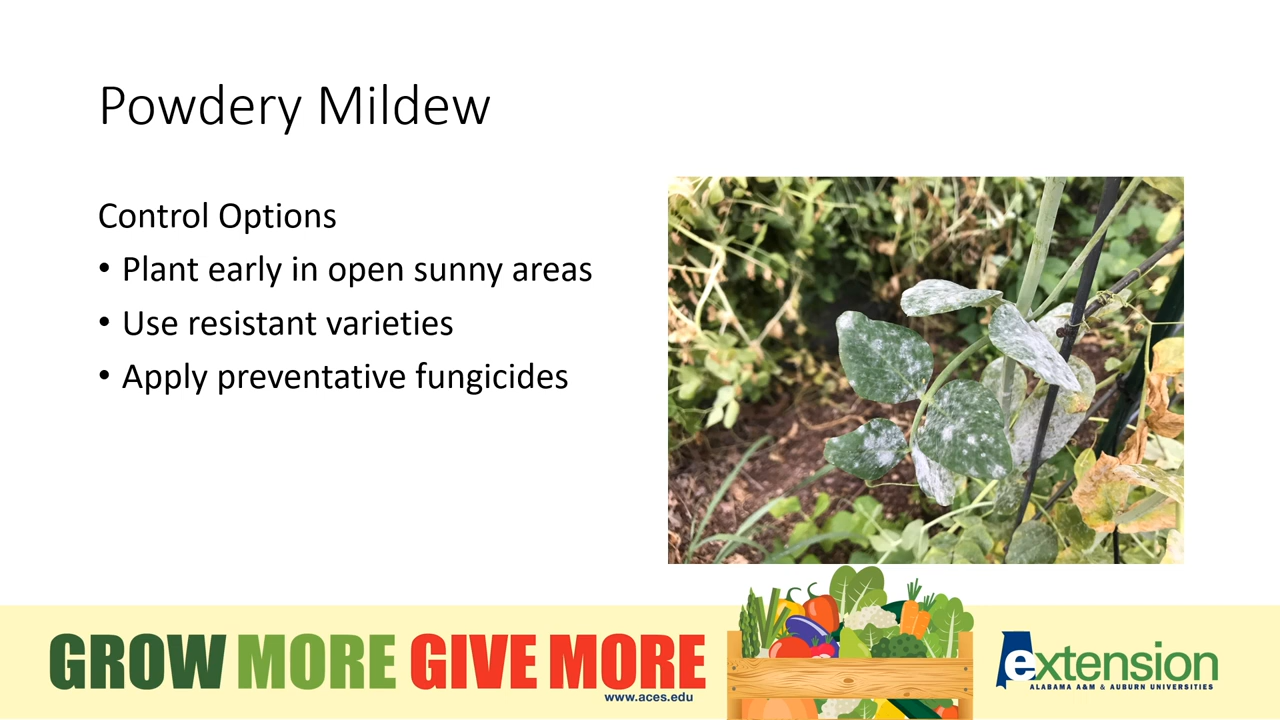 Powdery Mildew
Control Options
• Plant early in open sunny areas
• Use resistant varieties
• Apply preventative fungicides
GROW MORE GIVE MORE
www.aces.edu
extension
ALABAMA A&M & AUBURN UNIVERSITIES